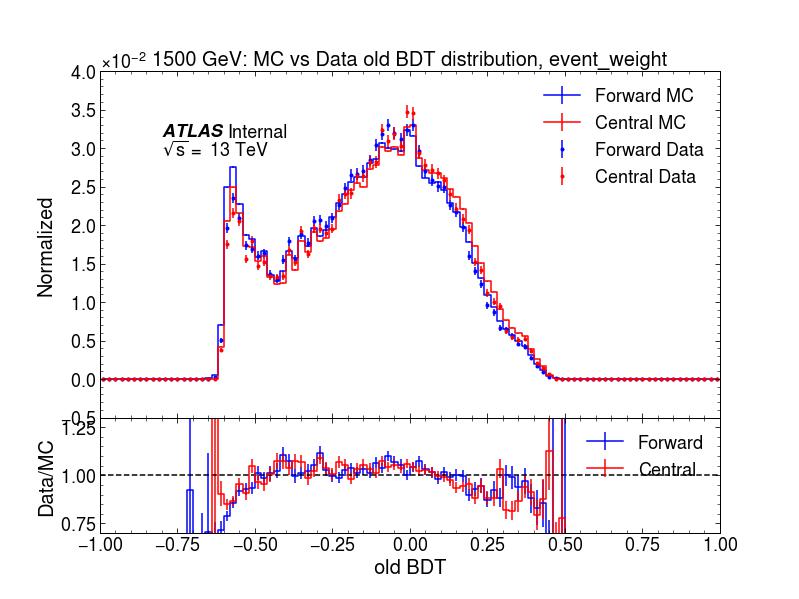 ×10⁻² 1500 GeV: MC vs Data old BDT distribution, event_weight
4.0
3.5
3.0
2.5
2.0
1.5
1.0
0.5
0.0
−0.5
Normalized
ATLAS Internal
√s = 13 TeV
Forward MC
Central MC
Forward Data
Central Data
1.25
1.00
0.75
Data/MC
Forward
Central
−1.00 −0.75 −0.50 −0.25 0.00 0.25 0.50 0.75 1.00
old BDT